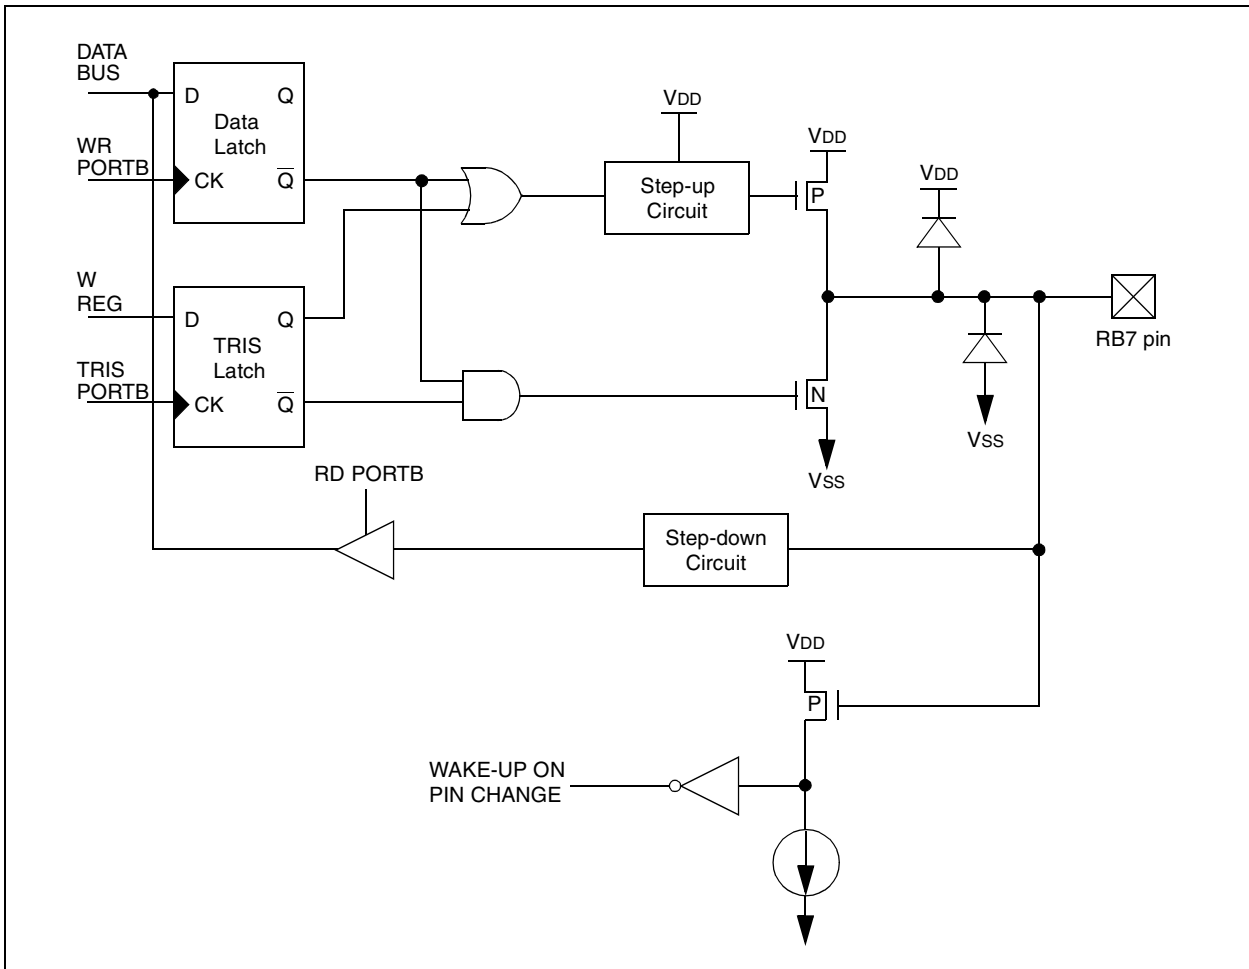 DATA
BUS
D
Q
Data
Latch
WR
PORTB
CK
Q̅
VDD
VDD
Step-up
Circuit
P
VDD
W
REG
D
Q
TRIS
Latch
TRIS
PORTB
CK
Q̅
N
VSS
VSS
RB7 pin
RD PORTB
Step-down
Circuit
VDD
P
WAKE-UP ON
PIN CHANGE